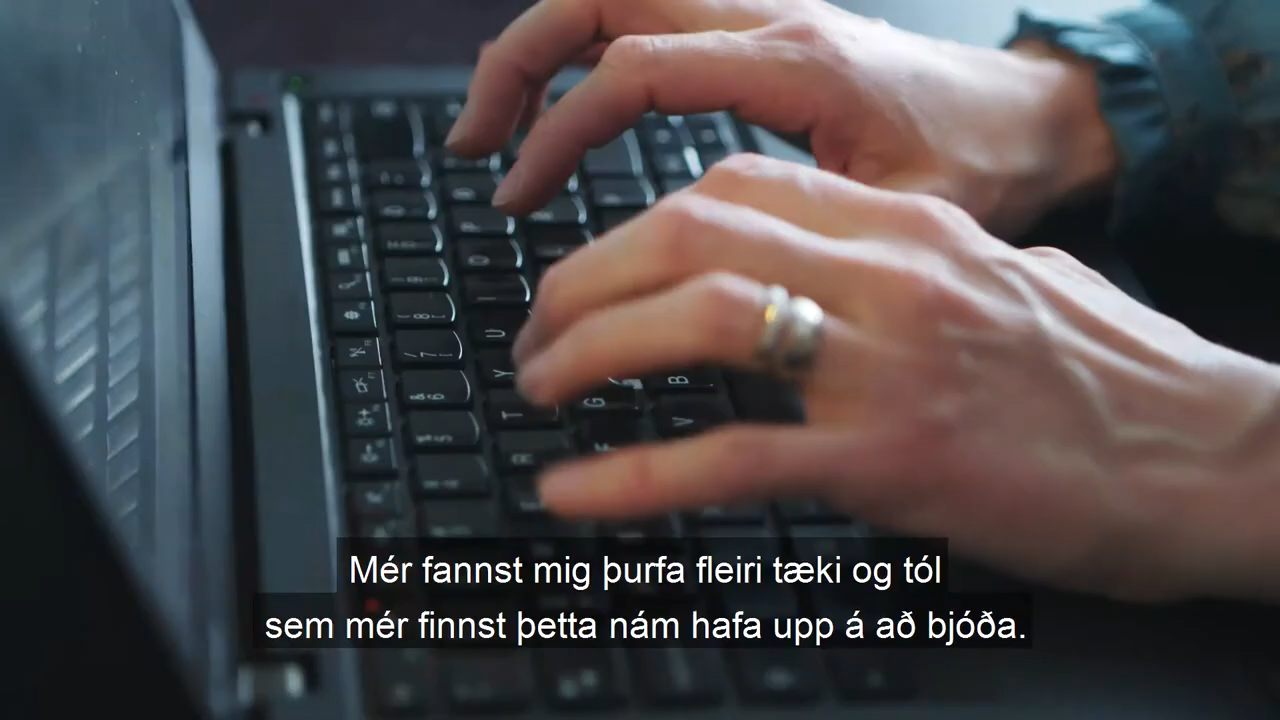 Mér fannst mig þurfa fleiri tæki og tól
sem mér finnst þetta nám hafa upp á að bjóða.